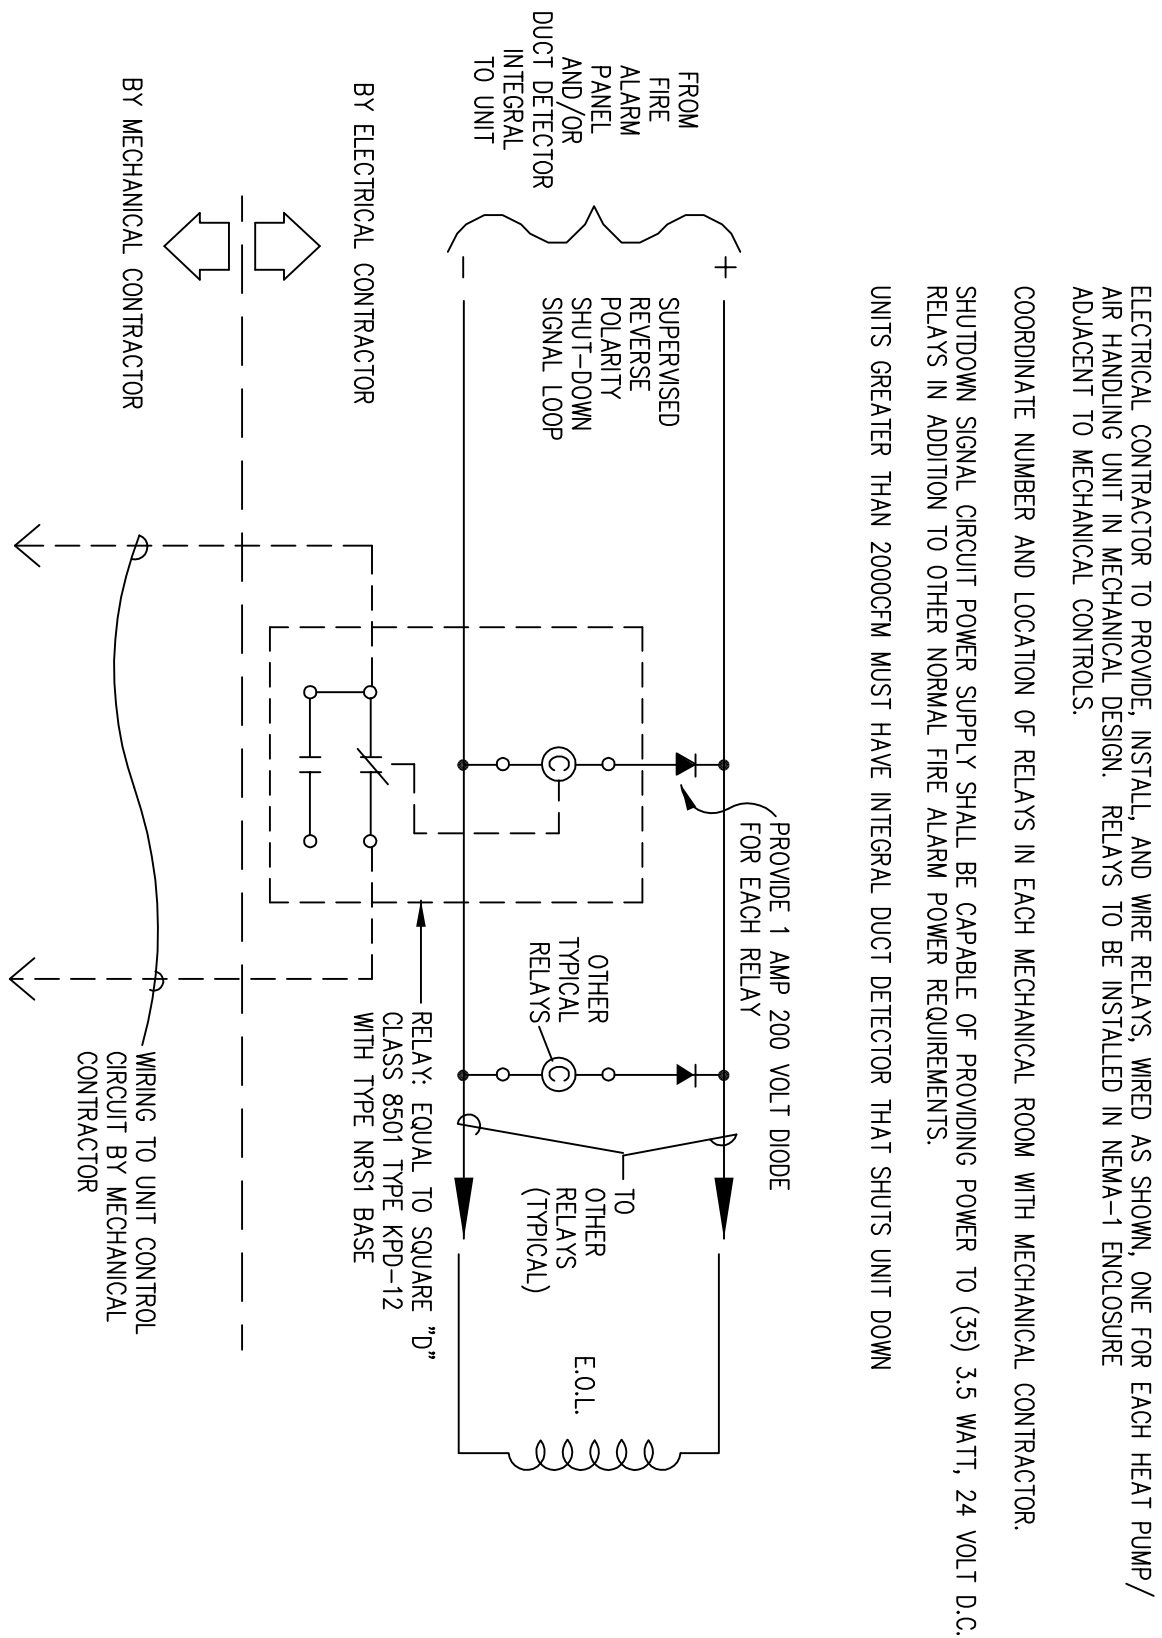 ELECTRICAL CONTRACTOR TO PROVIDE, INSTALL, AND WIRE RELAYS, WIRED AS SHOWN, ONE FOR EACH HEAT PUMP/
AIR HANDLING UNIT IN MECHANICAL DESIGN. RELAYS TO BE INSTALLED IN NEMA-1 ENCLOSURE
ADJACENT TO MECHANICAL CONTROLS.
COORDINATE NUMBER AND LOCATION OF RELAYS IN EACH MECHANICAL ROOM WITH MECHANICAL CONTRACTOR.
SHUTDOWN SIGNAL CIRCUIT POWER SUPPLY SHALL BE CAPABLE OF PROVIDING POWER TO (35) 3.5 WATT, 24 VOLT D.C.
RELAYS IN ADDITION TO OTHER NORMAL FIRE ALARM POWER REQUIREMENTS.
UNITS GREATER THAN 2000CFM MUST HAVE INTEGRAL DUCT DETECTOR THAT SHUTS UNIT DOWN
PROVIDE 1 AMP 200 VOLT DIODE
FOR EACH RELAY
FROM
FIRE
ALARM
PANEL
AND/OR
DUCT DETECTOR
INTEGRAL
TO UNIT
+
-
SUPERVISED
REVERSE
POLARITY
SHUT-DOWN
SIGNAL LOOP
C
OTHER
TYPICAL
RELAYS
C
TO
OTHER
RELAYS
(TYPICAL)
E.O.L.
RELAY: EQUAL TO SQUARE "D"
CLASS 8501 TYPE KPD-12
WITH TYPE NRS1 BASE
BY ELECTRICAL CONTRACTOR
BY MECHANICAL CONTRACTOR
WIRING TO UNIT CONTROL
CIRCUIT BY MECHANICAL
CONTRACTOR